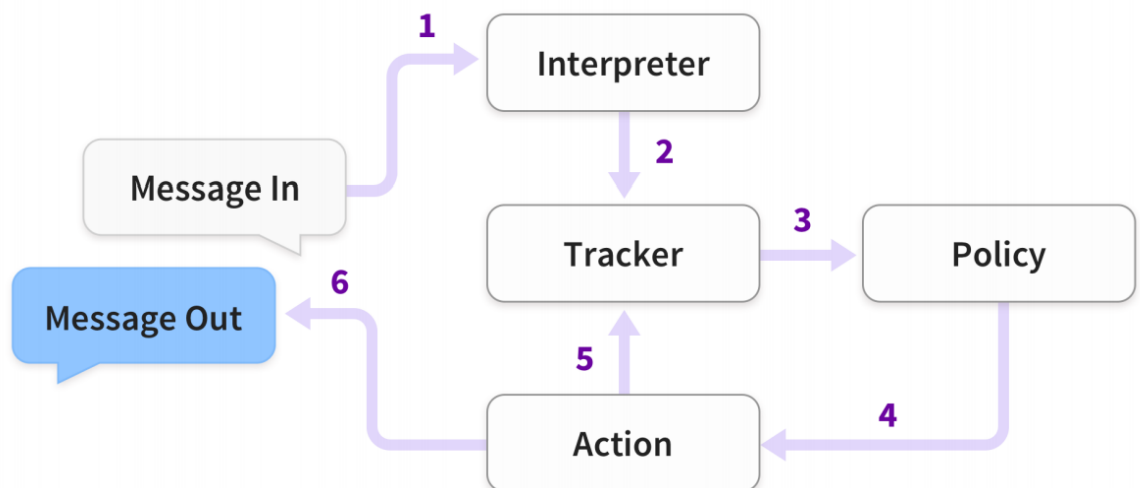 1
Interpreter
2
Message In
3
Tracker
Policy
6
Message Out
5
4
Action